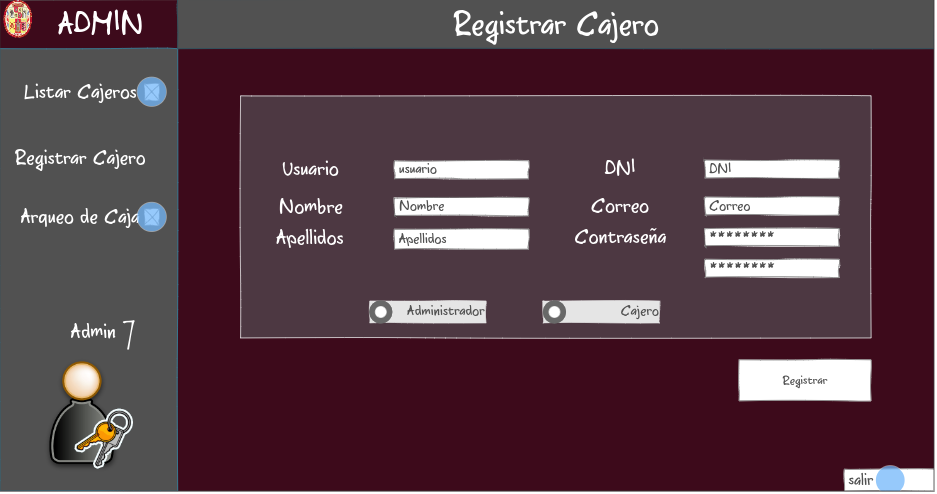 ADMIN
Registrar Cajero
Listar Cajeros
Registrar Cajero
Arqueo de Caja
Admin 7
Usuario
usuario
DNI
DNI
Nombre
Nombre
Correo
Correo
Apellidos
Apellidos
Contraseña
********
********
Administrador
Cajero
Registrar
salir